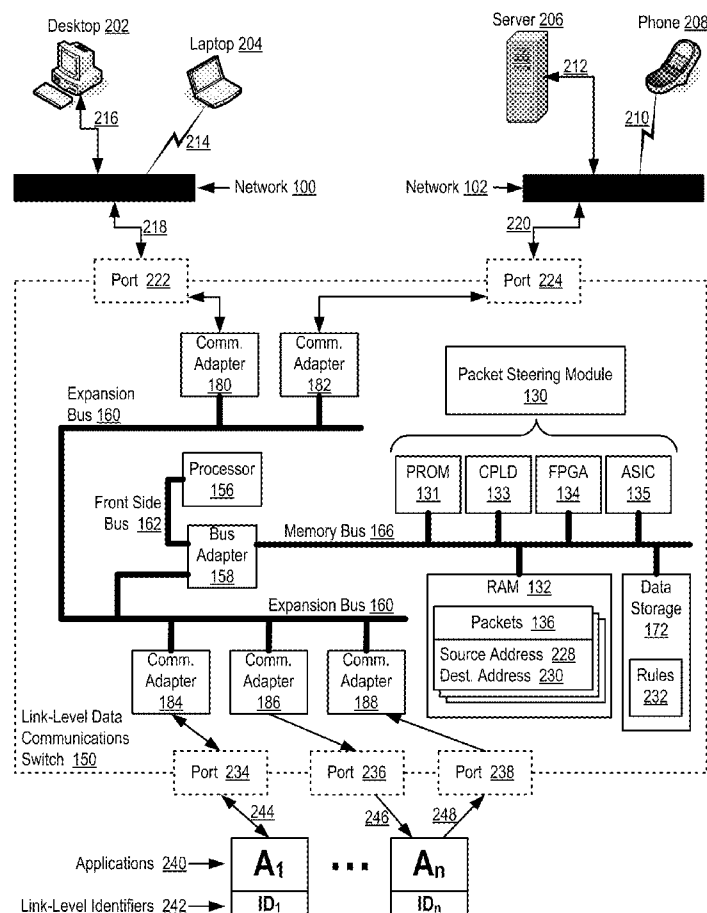 Desktop 202
Laptop 204
Server 206
Phone 208
216
214
212
210
Network 100
Network 102
218
220
Port 222
Port 224
Comm. Adapter 180
Comm. Adapter 182
Packet Steering Module 130
Expansion Bus 160
Processor 156
PROM 131
CPLD 133
FPGA 134
ASIC 135
Front Side Bus 162
Bus Adapter 158
Memory Bus 166
RAM 132
Data Storage 172
Expansion Bus 160
Packets 136
Source Address 228
Dest. Address 230
Rules 232
Comm. Adapter 184
Comm. Adapter 186
Comm. Adapter 188
Link-Level Data Communications Switch 150
Port 234
Port 236
Port 238
244
246
248
Applications 240
A1
...
An
Link-Level Identifiers 242
ID1
IDn